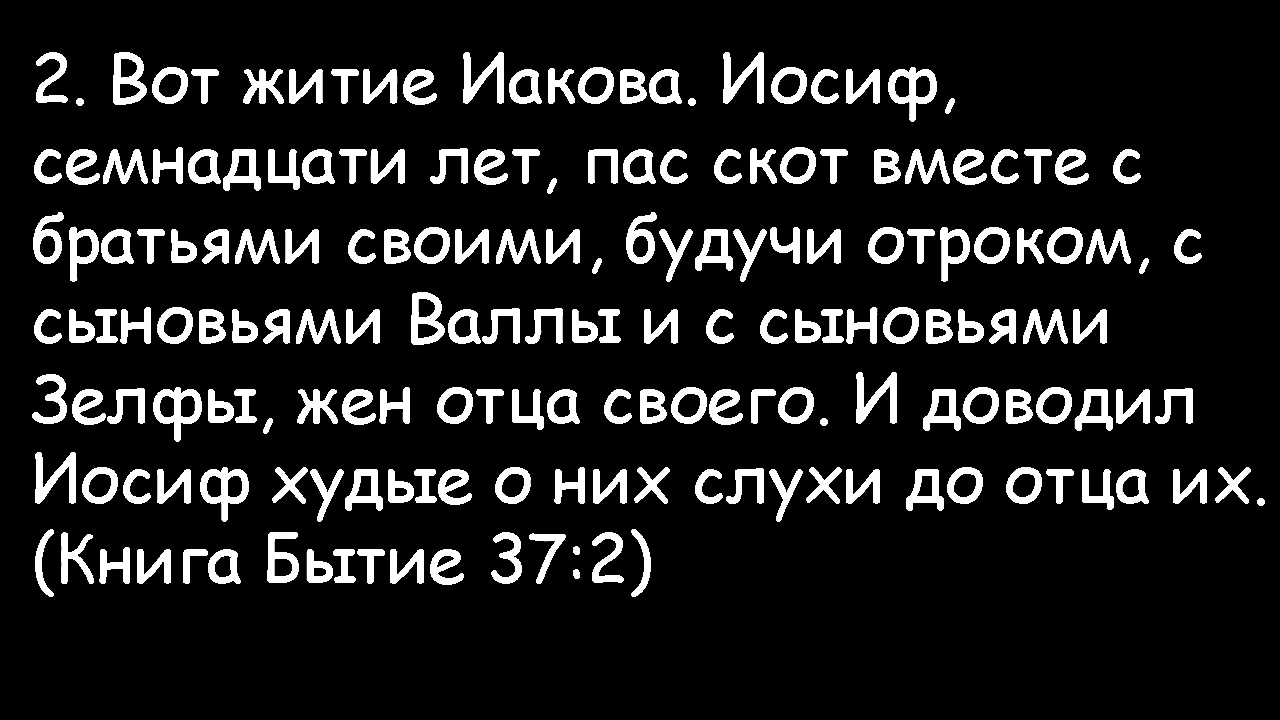 2. Вот житие Иакова. Иосиф,
семнадцати лет, пас скот вместе с
братьями своими, будучи отроком, с
сыновьями Валлы и с сыновьями
Зелфы, жен отца своего. И доводил
Иосиф худые о них слухи до отца их.
(Книга Бытие 37:2)